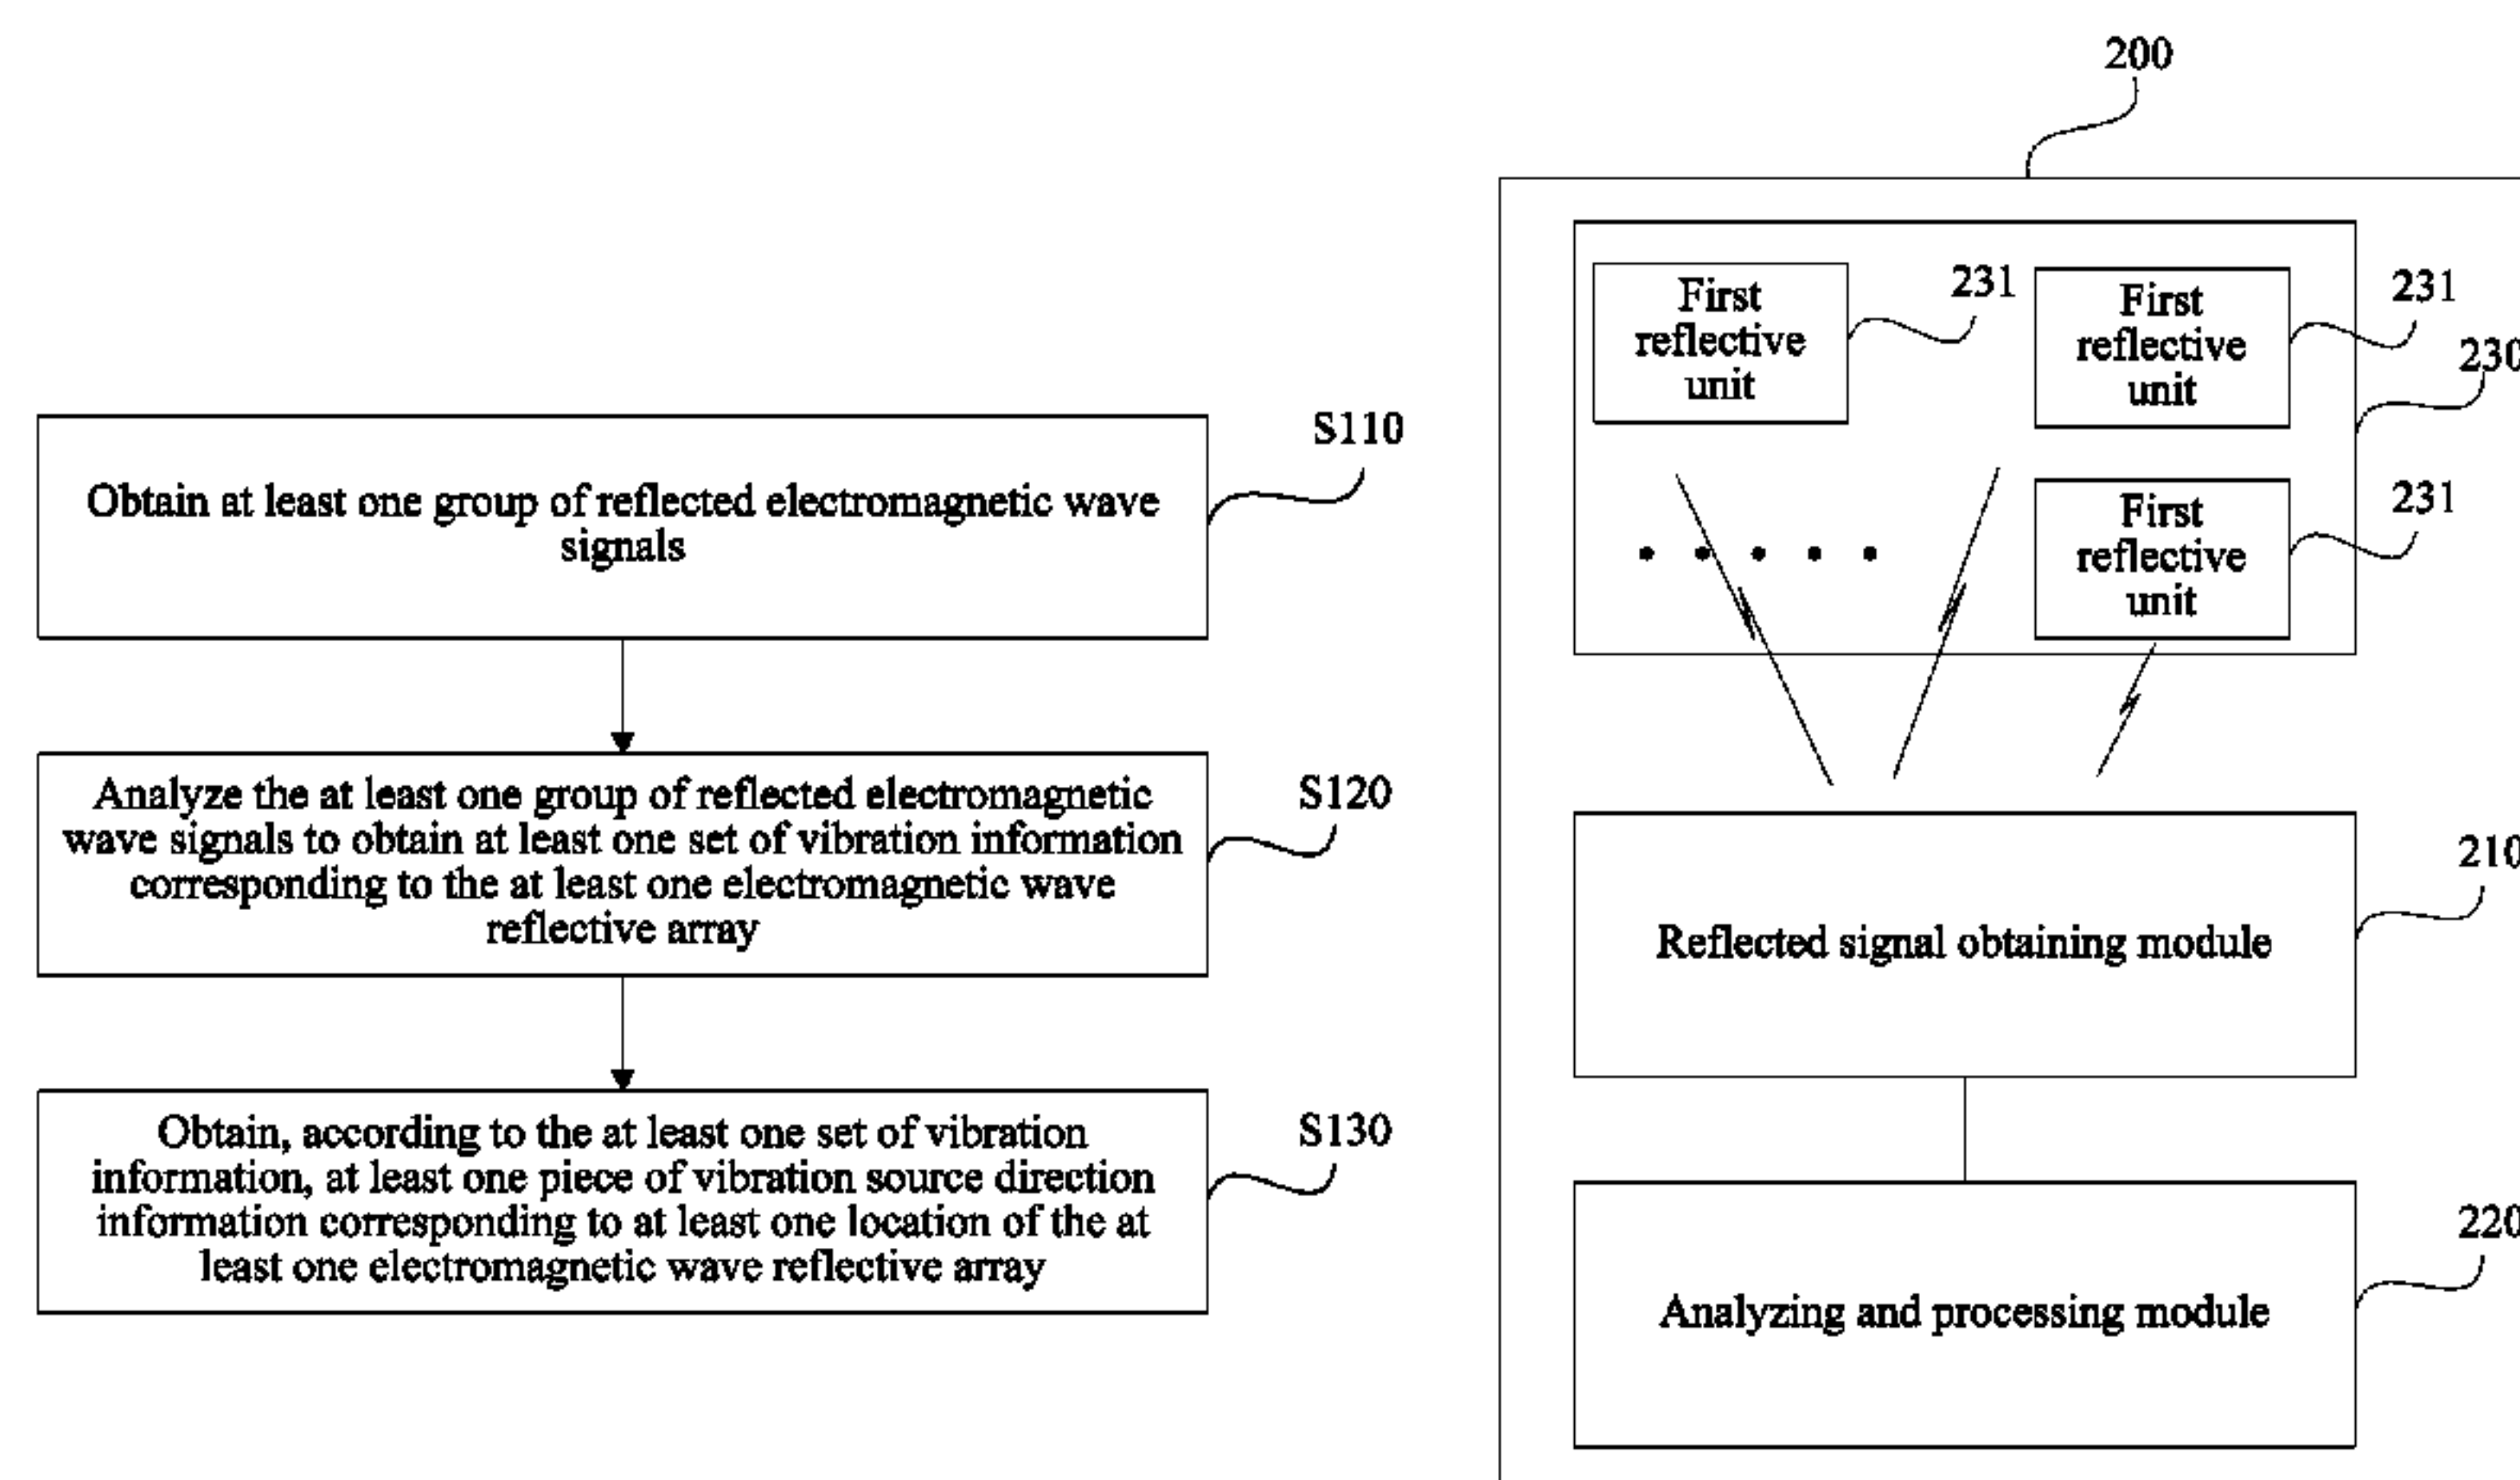 S110
Obtain at least one group of reflected electromagnetic wave
signals
S120
Analyze the at least one group of reflected electromagnetic
wave signals to obtain at least one set of vibration information
corresponding to the at least one electromagnetic wave
reflective array
S130
Obtain, according to the at least one set of vibration
information, at least one piece of vibration source direction
information corresponding to at least one location of the at
least one electromagnetic wave reflective array
200
First
reflective
unit
231
First
reflective
unit
231
230
First
reflective
unit
231
210
Reflected signal obtaining module
220
Analyzing and processing module